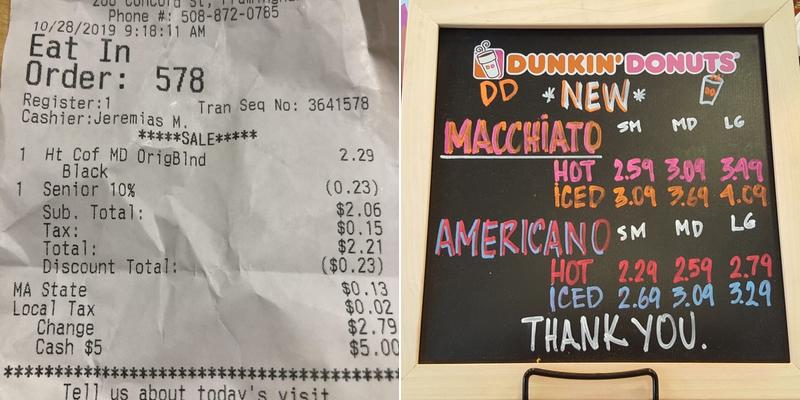 208 Concord St, Framingham
Phone #: 508-872-0785
10/28/2019 9:18:11 AM
Eat In
Order: 578
Register:1 Tran Seq No: 3641578
Cashier:Jeremias M.
*****SALE*****
1 Ht Cof MD OrigBlnd 2.29
Black
1 Senior 10% (0.23)
Sub. Total: $2.06
Tax: $0.15
Total: $2.21
Discount Total: ($0.23)
MA State $0.13
Local Tax $0.02
Change $2.79
Cash $5 $5.00
****************************************
Tell us about today's visit
DUNKIN' DONUTS
DD *NEW*
MACCHiATO SM MD LG
HOT 2.59 3.09 3.49
ICED 3.09 3.69 4.09
AMERICANO SM MD LG
HOT 2.29 2.59 2.79
ICED 2.69 3.09 3.29
THANK YOU.